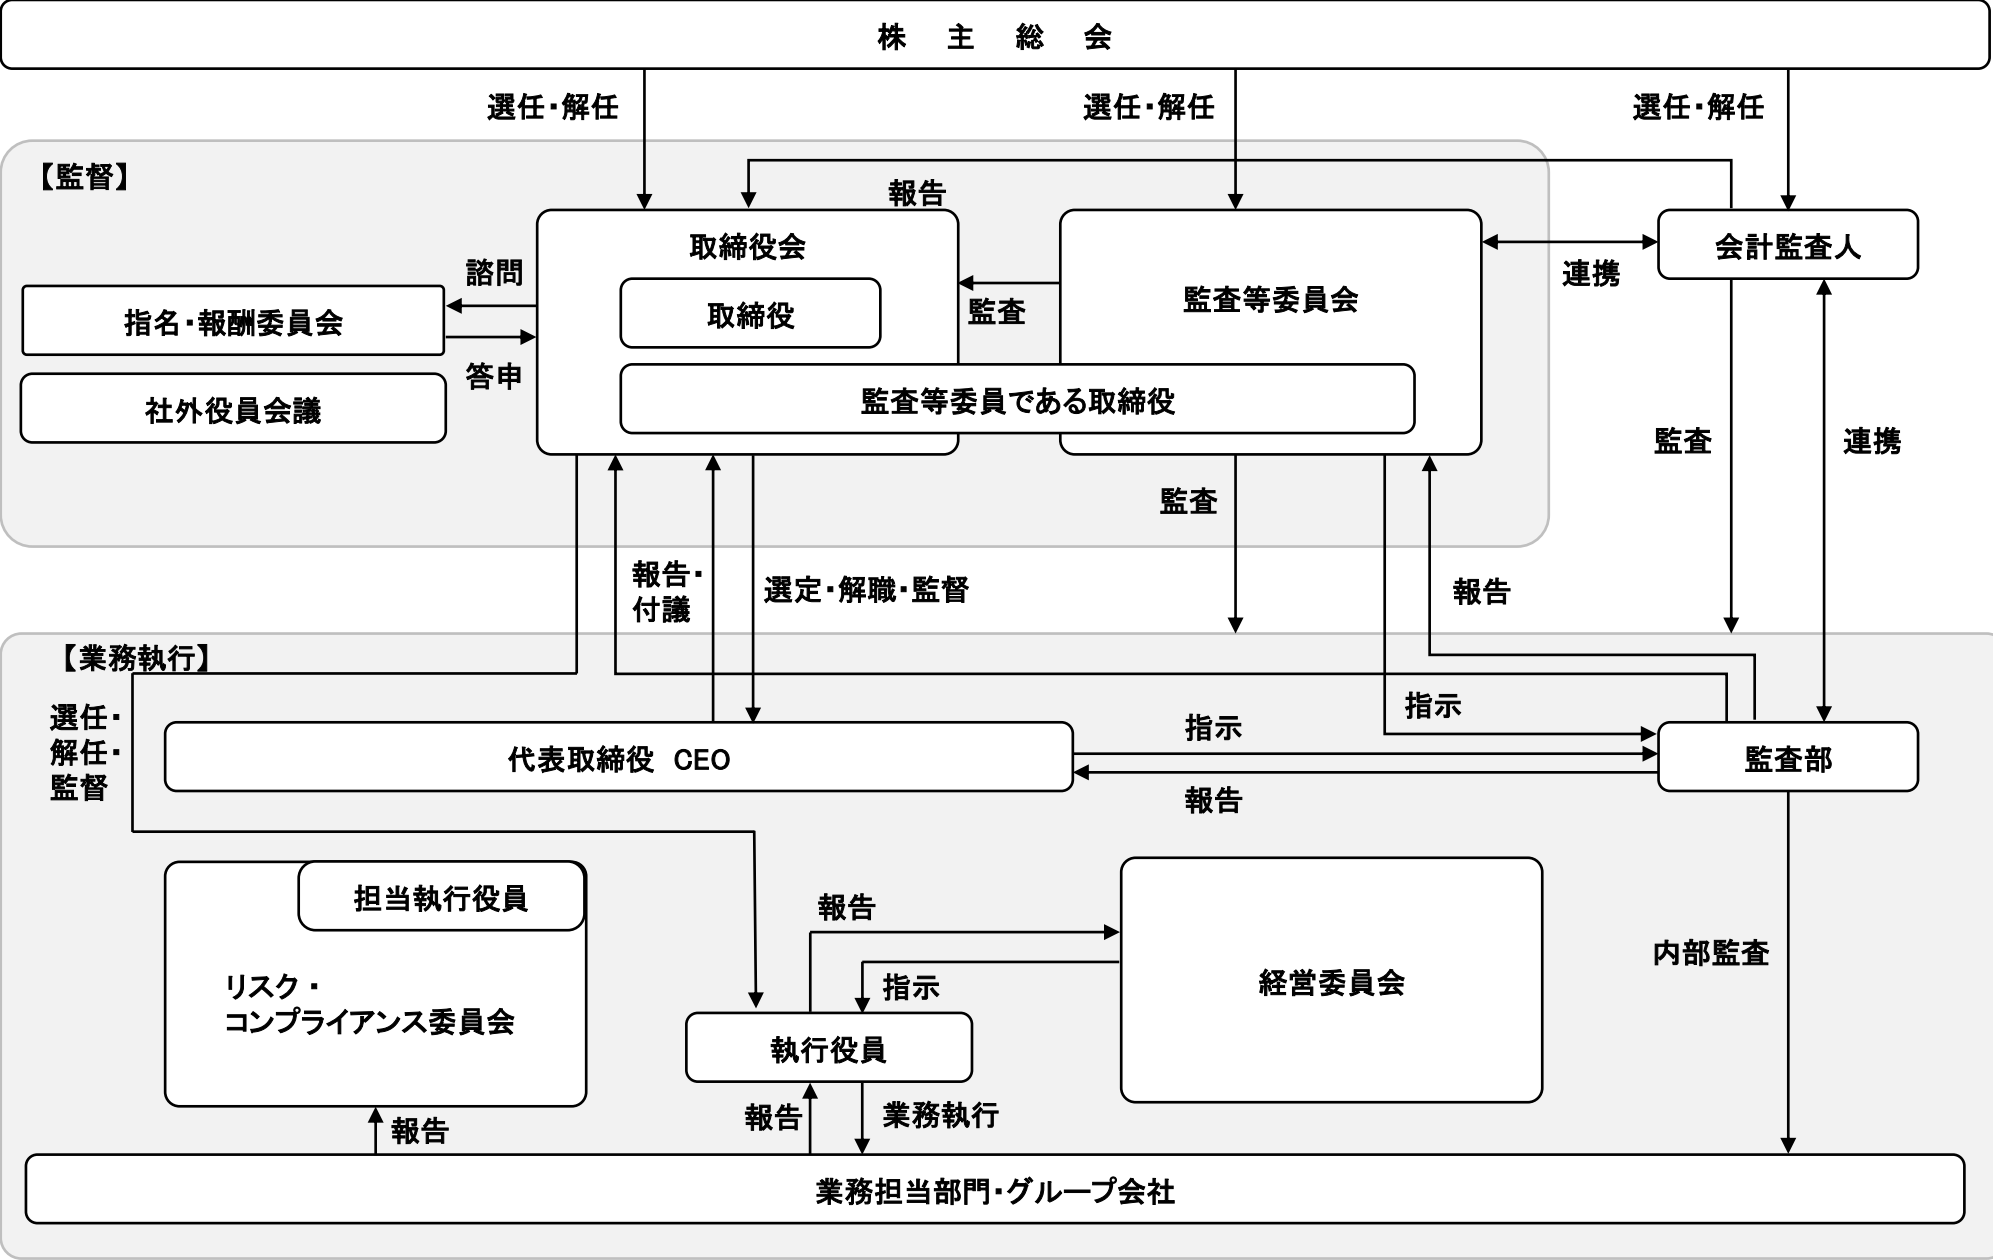 株主総会
選任・解任
選任・解任
選任・解任
【監督】
報告
取締役会
会計監査人
諮問
連携
監査等委員会
監査
取締役
指名・報酬委員会
答申
社外役員会議
監査等委員である取締役
監査
連携
監査
報告・
付議
選定・解職・監督
報告
【業務執行】
選任・
解任・
監督
指示
指示
代表取締役 CEO
監査部
報告
担当執行役員
報告
内部監査
リスク・
コンプライアンス委員会
指示
経営委員会
執行役員
報告
報告
業務執行
業務担当部門・グループ会社